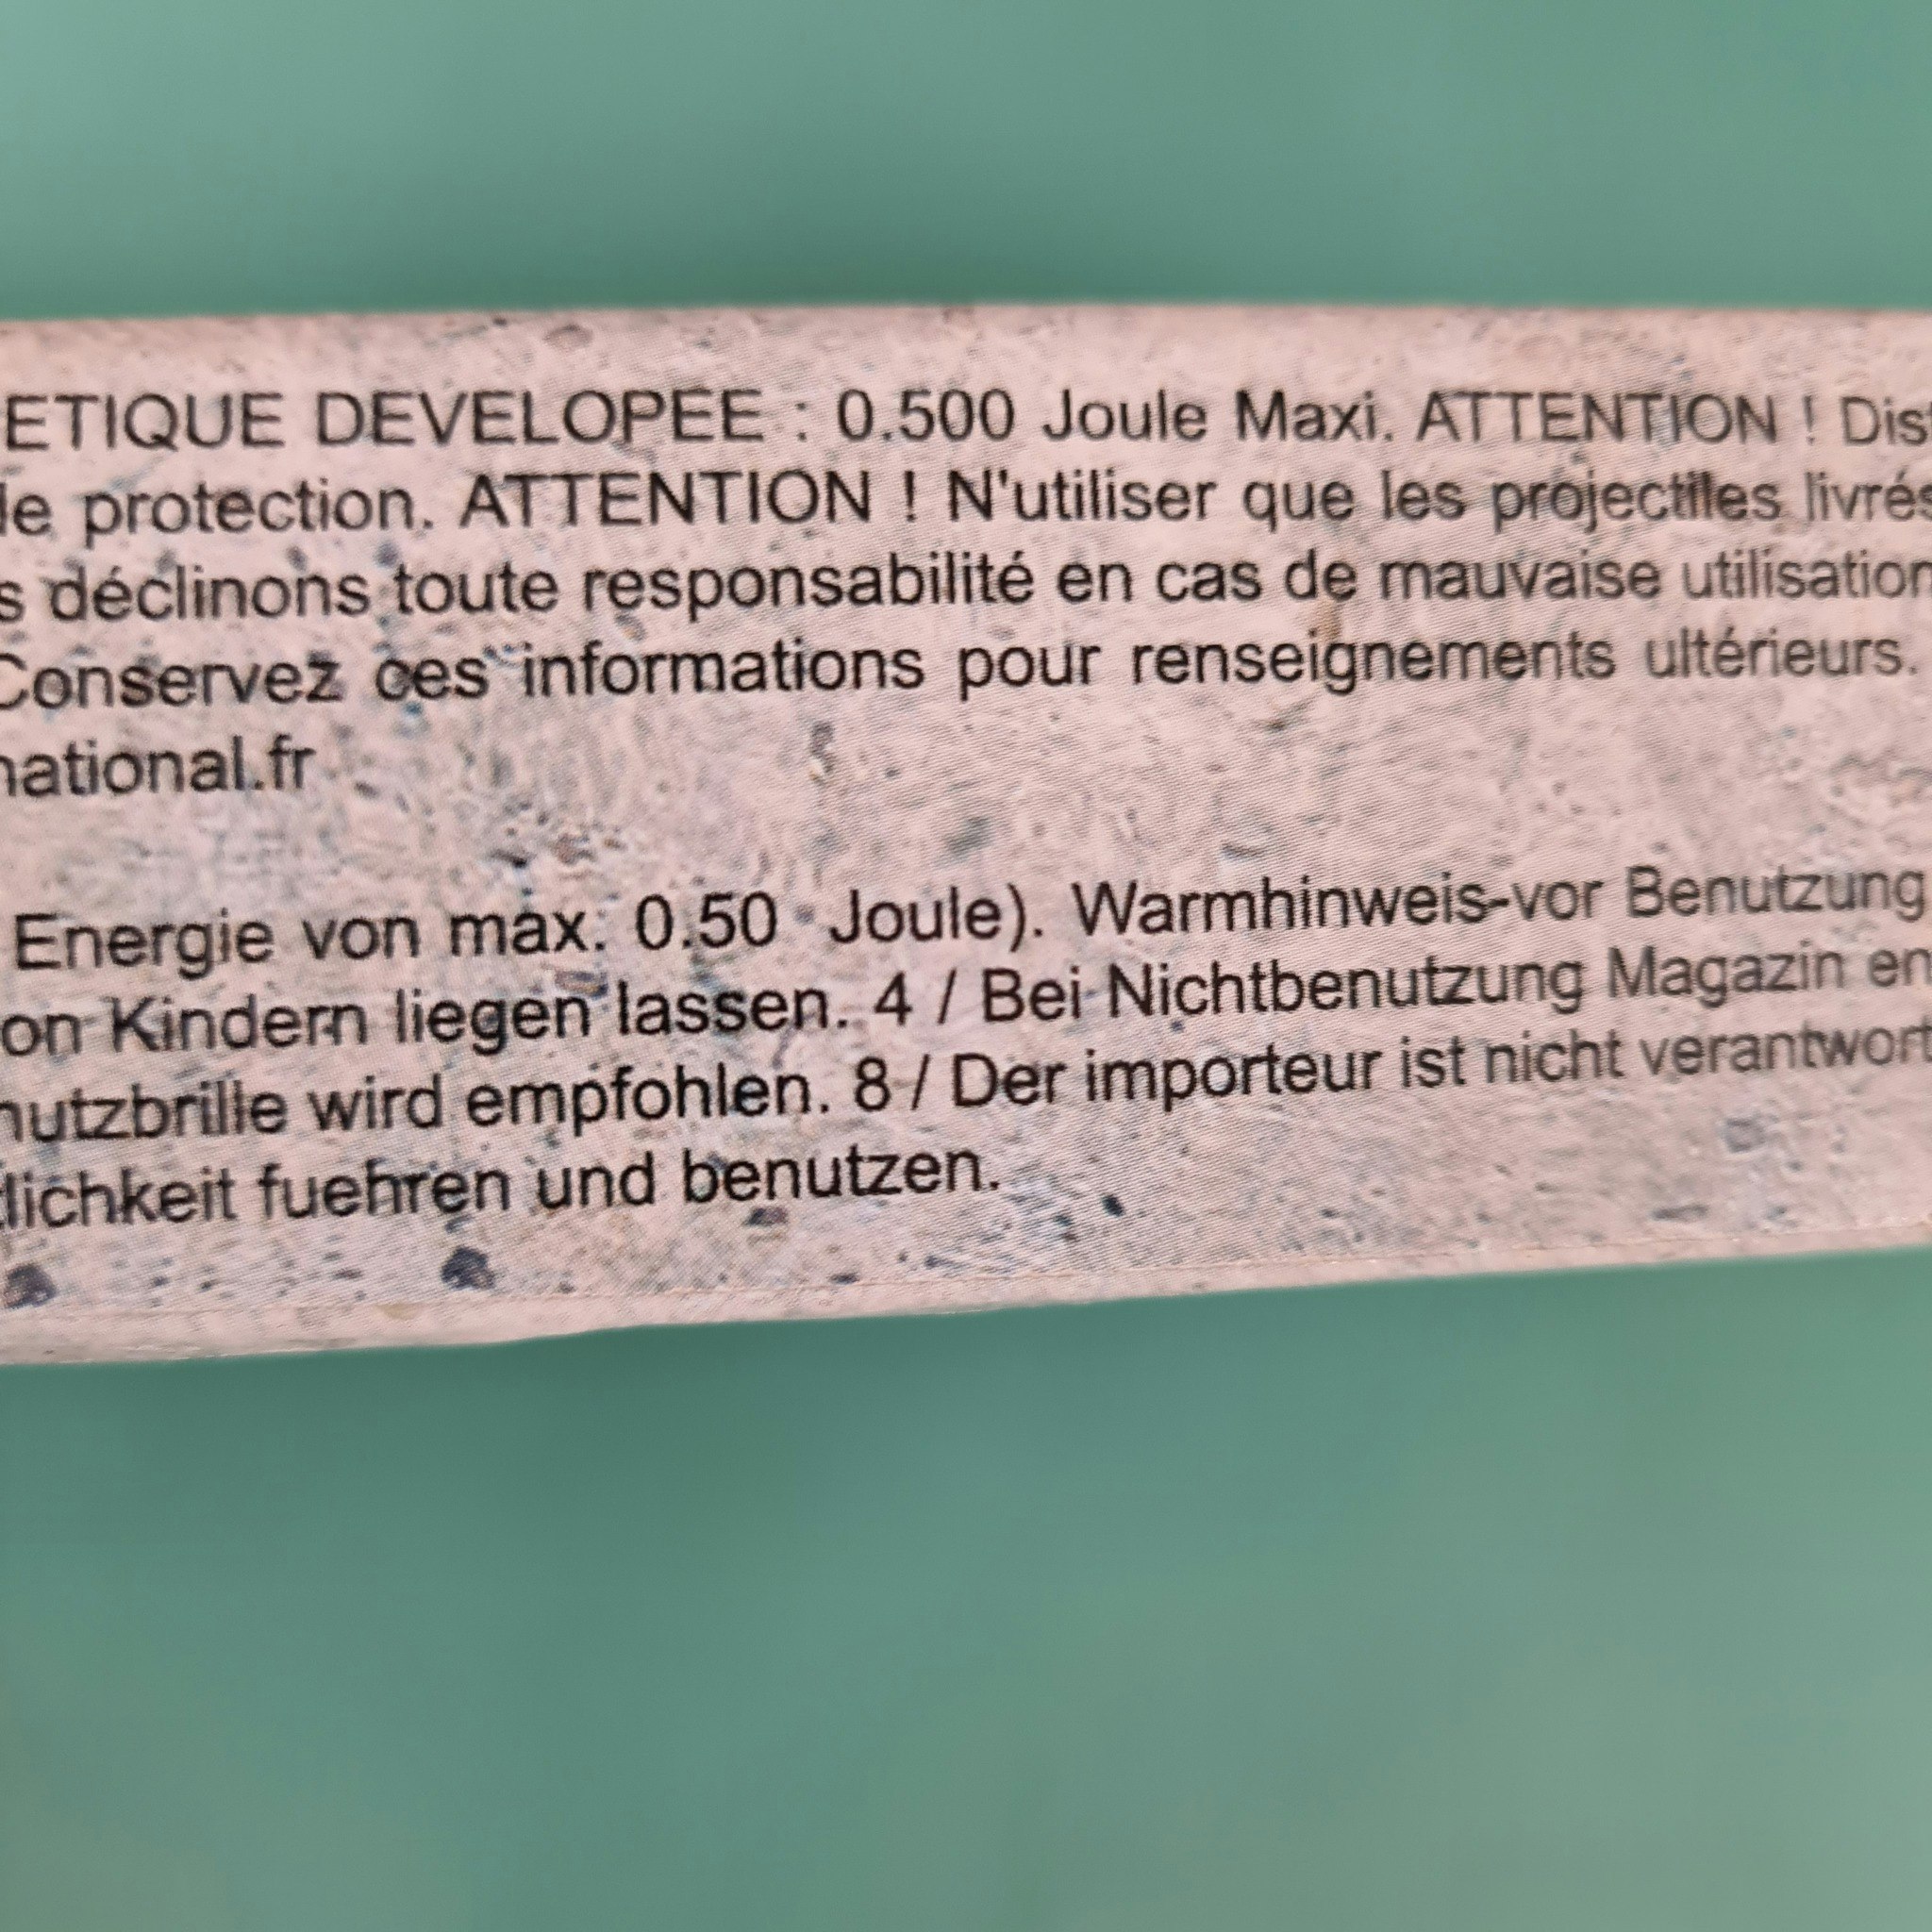 ETIQUE DEVELOPEE : 0.500 Joule Maxi. ATTENTION ! Dis
le protection. ATTENTION ! N'utiliser que les projectilles livrés
s déclinons toute responsabilité en cas de mauvaise utilisation
Conservez ces informations pour renseignements ultérieurs.
national.fr
Energie von max. 0.50 Joule). Warmhinweis-vor Benutzung
on Kindern liegen lassen. 4 / Bei Nichtbenutzung Magazin en
hutzbrille wird empfohlen. 8 / Der importeur ist nicht verantwort
lichkeit fuehren und benutzen.